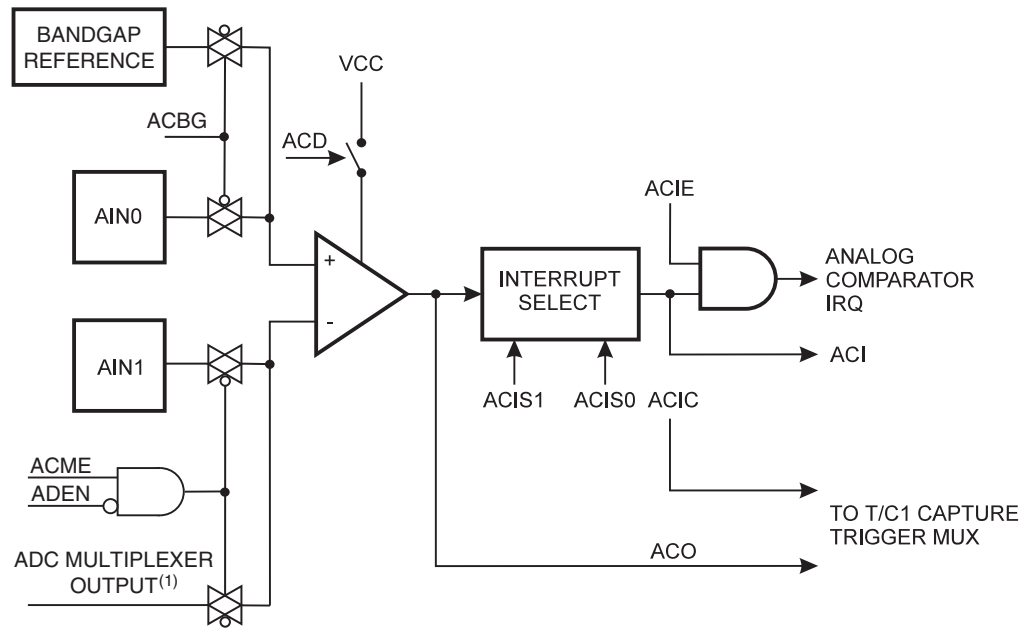 BANDGAP
REFERENCE
VCC
ACBG
ACD
ACIE
AIN0
+
INTERRUPT
SELECT
ANALOG
COMPARATOR
IRQ
-
AIN1
ACI
ACIS1
ACIS0
ACIC
ACME
ADEN
TO T/C1 CAPTURE
TRIGGER MUX
ADC MULTIPLEXER
OUTPUT(1)
ACO